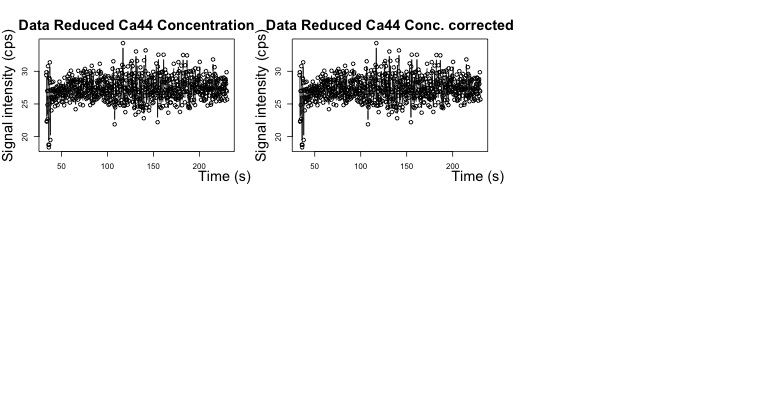 Data Reduced Ca44 Concentration
Signal intensity (cps)
30
25
20
50
100
150
200
Time (s)
Data Reduced Ca44 Conc. corrected
Signal intensity (cps)
30
25
20
50
100
150
200
Time (s)